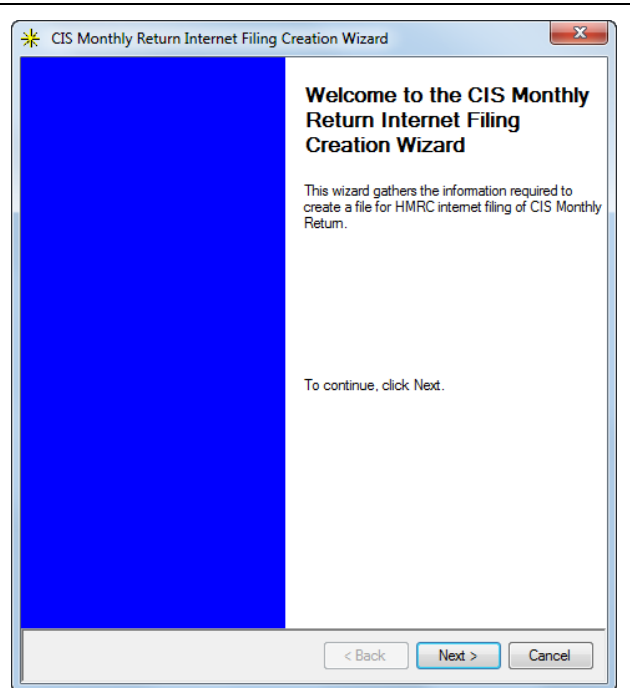 CIS Monthly Return Internet Filing Creation Wizard
Welcome to the CIS Monthly
Return Internet Filing
Creation Wizard
This wizard gathers the information required to
create a file for HMRC internet filing of CIS Monthly
Return.
To continue, click Next.
< Back
Next >
Cancel